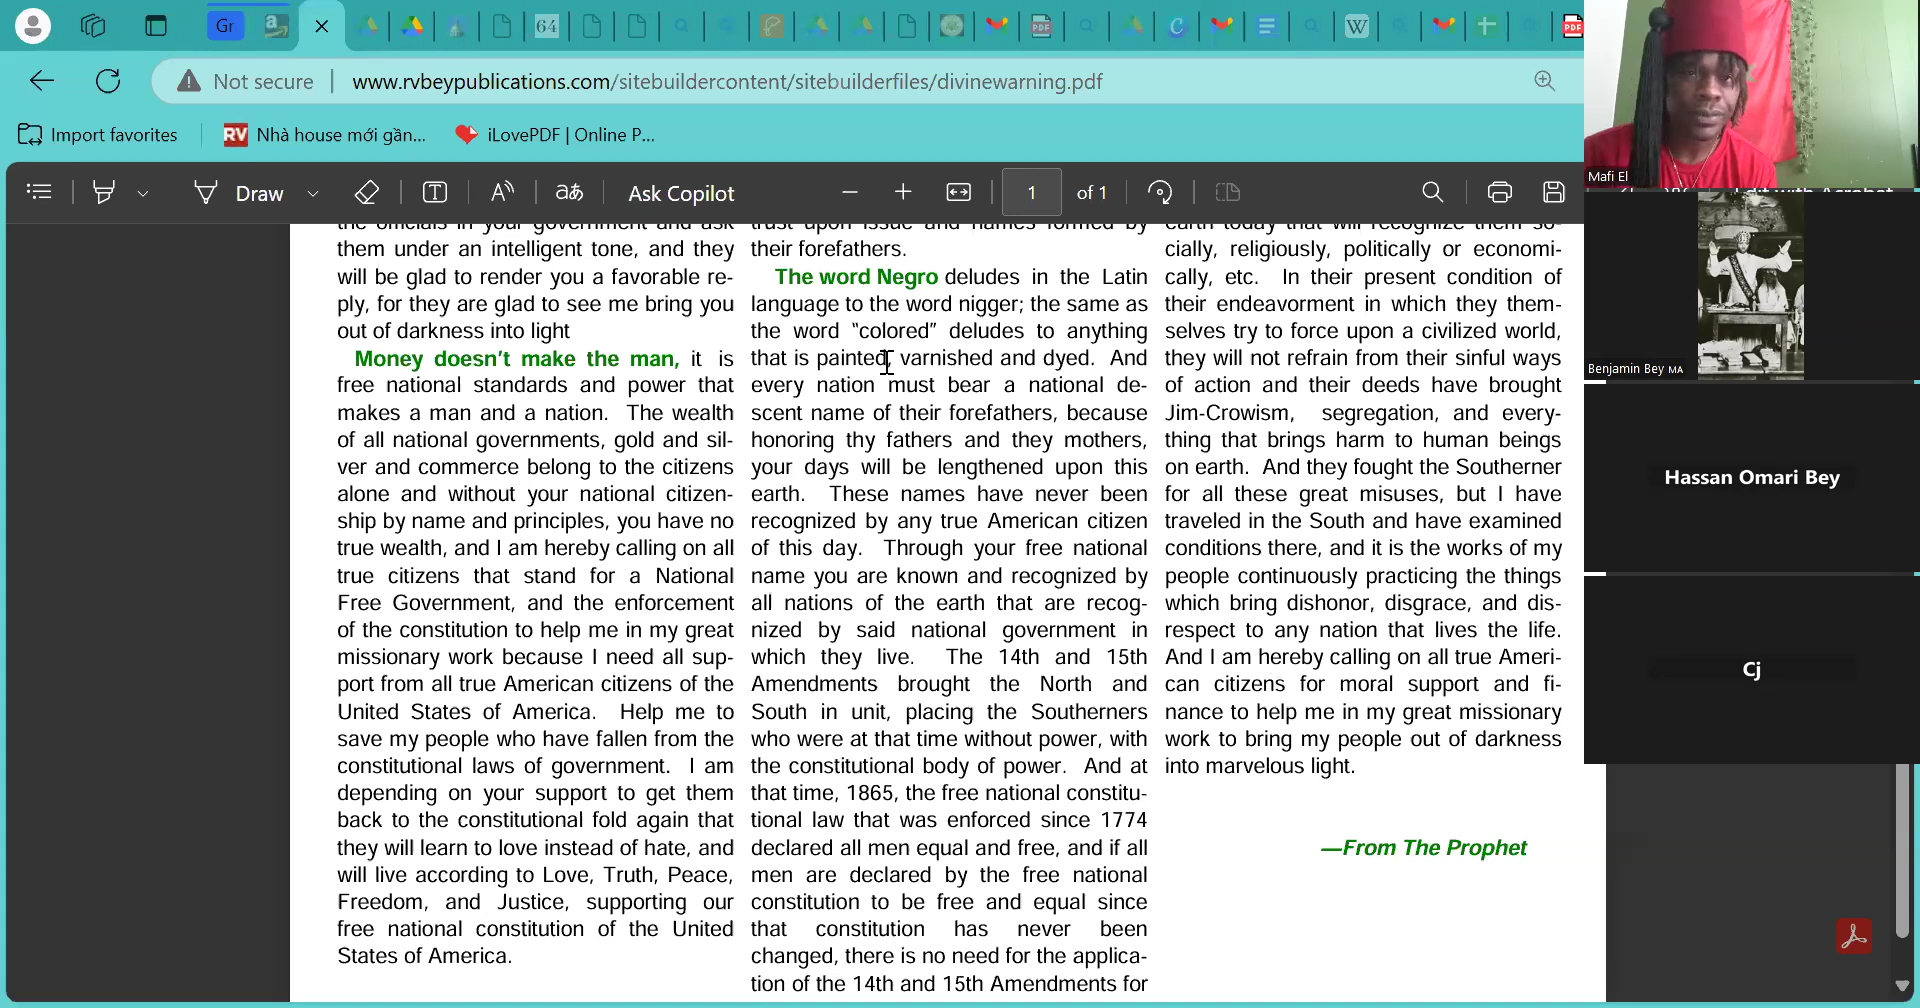 Gr
64
Not secure
www.rvbeypublications.com/sitebuildercontent/sitebuilderfiles/divinewarning.pdf
Import favorites
RV Nhà house mới gần...
iLovePDF | Online P...
Draw
Ask Copilot
1 of 1
them under an intelligent tone, and they
will be glad to render you a favorable re-
ply, for they are glad to see me bring you
out of darkness into light
Money doesn't make the man, it is
free national standards and power that
makes a man and a nation. The wealth
of all national governments, gold and sil-
ver and commerce belong to the citizens
alone and without your national citizen-
ship by name and principles, you have no
true wealth, and I am hereby calling on all
true citizens that stand for a National
Free Government, and the enforcement
of the constitution to help me in my great
missionary work because I need all sup-
port from all true American citizens of the
United States of America. Help me to
save my people who have fallen from the
constitutional laws of government. I am
depending on your support to get them
back to the constitutional fold again that
they will learn to love instead of hate, and
will live according to Love, Truth, Peace,
Freedom, and Justice, supporting our
free national constitution of the United
States of America.
trust upon issue and names formed by
their forefathers.
The word Negro deludes in the Latin
language to the word nigger; the same as
the word "colored" deludes to anything
that is painted, varnished and dyed. And
every nation must bear a national de-
scent name of their forefathers, because
honoring thy fathers and they mothers,
your days will be lengthened upon this
earth. These names have never been
recognized by any true American citizen
of this day. Through your free national
name you are known and recognized by
all nations of the earth that are recog-
nized by said national government in
which they live. The 14th and 15th
Amendments brought the North and
South in unit, placing the Southerners
who were at that time without power, with
the constitutional body of power. And at
that time, 1865, the free national constitu-
tional law that was enforced since 1774
declared all men equal and free, and if all
men are declared by the free national
constitution to be free and equal since
that constitution has never been
changed, there is no need for the applica-
tion of the 14th and 15th Amendments for
earth today that will recognize them so-
cially, religiously, politically or economi-
cally, etc. In their present condition of
their endeavorment in which they them-
selves try to force upon a civilized world,
they will not refrain from their sinful ways
of action and their deeds have brought
Jim-Crowism, segregation, and every-
thing that brings harm to human beings
on earth. And they fought the Southerner
for all these great misuses, but I have
traveled in the South and have examined
conditions there, and it is the works of my
people continuously practicing the things
which bring dishonor, disgrace, and dis-
respect to any nation that lives the life.
And I am hereby calling on all true Ameri-
can citizens for moral support and fi-
nance to help me in my great missionary
work to bring my people out of darkness
into marvelous light.
—From The Prophet
Mafi El
Benjamin Bey MA
Hassan Omari Bey
Cj